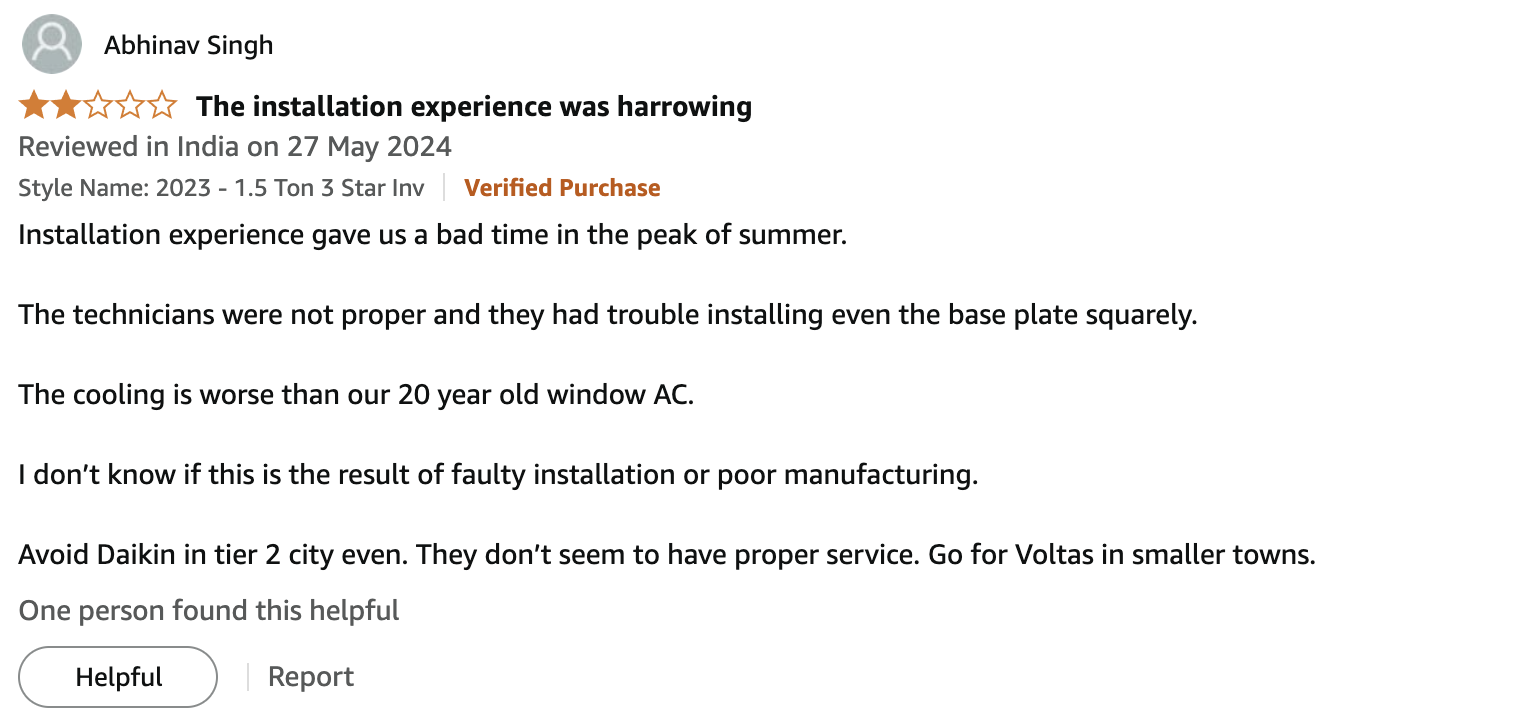 Abhinav Singh
The installation experience was harrowing
Reviewed in India on 27 May 2024
Style Name: 2023 - 1.5 Ton 3 Star Inv | Verified Purchase
Installation experience gave us a bad time in the peak of summer.
The technicians were not proper and they had trouble installing even the base plate squarely.
The cooling is worse than our 20 year old window AC.
I don’t know if this is the result of faulty installation or poor manufacturing.
Avoid Daikin in tier 2 city even. They don’t seem to have proper service. Go for Voltas in smaller towns.
One person found this helpful
Helpful | Report